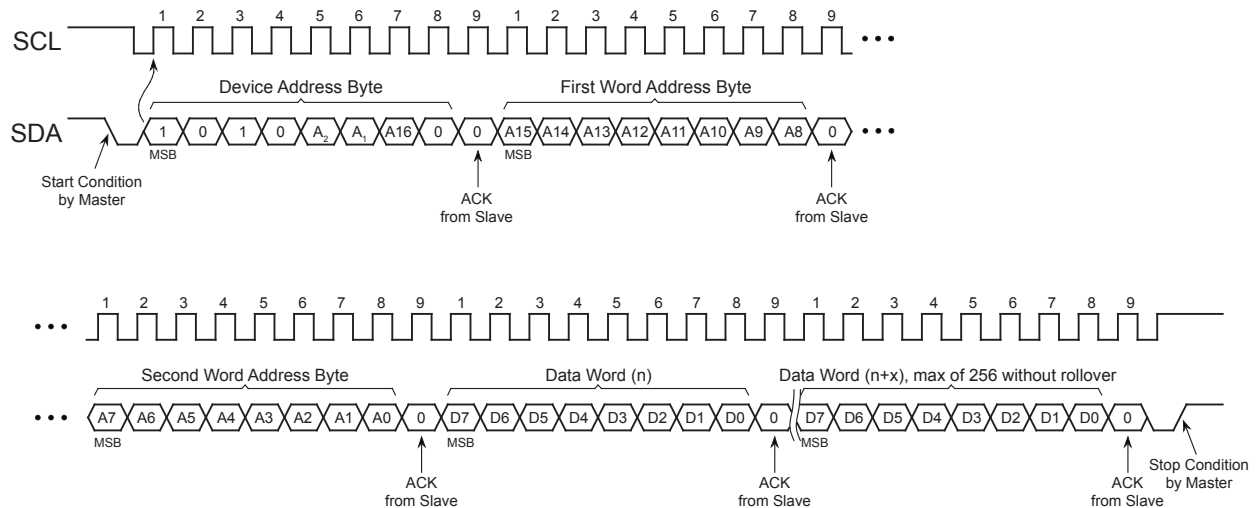 1 2 3 4 5 6 7 8 9 1 2 3 4 5 6 7 8 9
SCL • • •
Device Address Byte First Word Address Byte
SDA 1 0 1 0 A2 A1 A16 0 0 A15 A14 A13 A12 A11 A10 A9 A8 0 • • •
MSB MSB
Start Condition
by Master
ACK
from Slave
ACK
from Slave
1 2 3 4 5 6 7 8 9 1 2 3 4 5 6 7 8 9 1 2 3 4 5 6 7 8 9
• • •
Second Word Address Byte Data Word (n) Data Word (n+x), max of 256 without rollover
• • • A7 A6 A5 A4 A3 A2 A1 A0 0 D7 D6 D5 D4 D3 D2 D1 D0 0 D7 D6 D5 D4 D3 D2 D1 D0 0
MSB MSB MSB
ACK
from Slave
ACK
from Slave
ACK
from Slave
Stop Condition
by Master